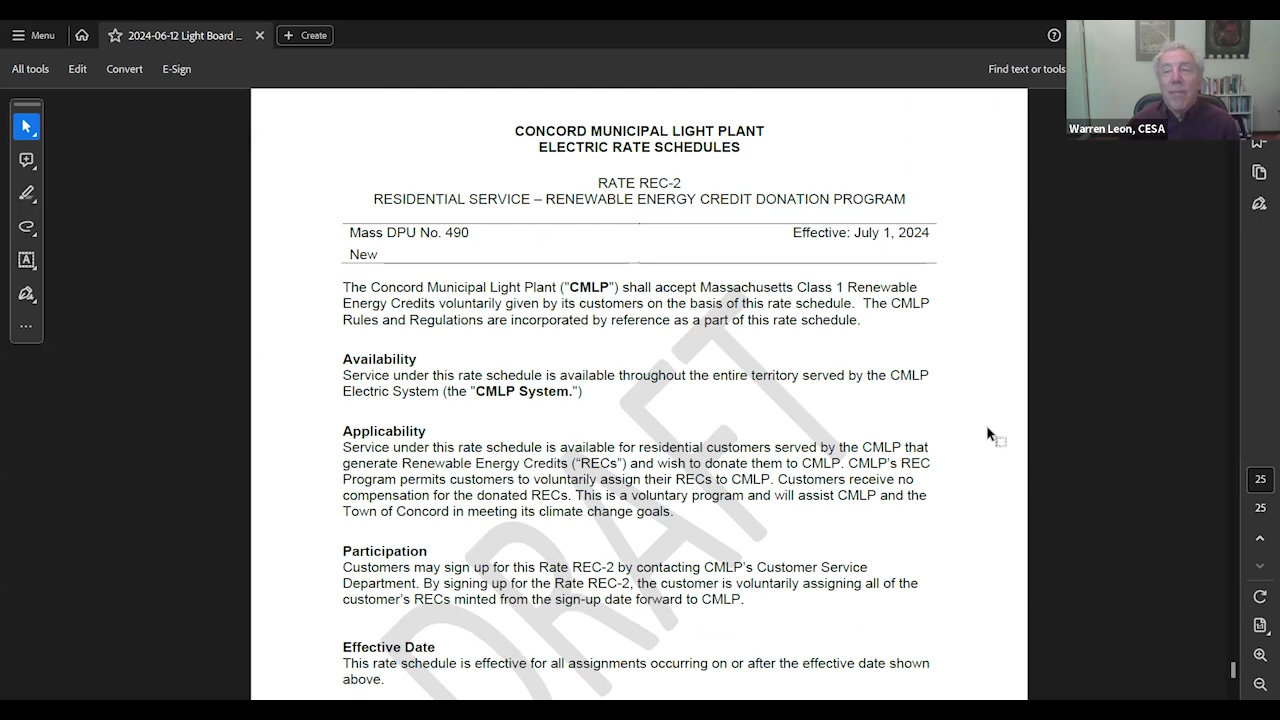 Menu
2024-06-12 Light Board ...
Create
All tools
Edit
Convert
E-Sign
Find text or tools
Warren Leon, CESA
CONCORD MUNICIPAL LIGHT PLANT
ELECTRIC RATE SCHEDULES
RATE REC-2
RESIDENTIAL SERVICE – RENEWABLE ENERGY CREDIT DONATION PROGRAM
Mass DPU No. 490
Effective: July 1, 2024
New
The Concord Municipal Light Plant ("CMLP") shall accept Massachusetts Class 1 Renewable
Energy Credits voluntarily given by its customers on the basis of this rate schedule. The CMLP
Rules and Regulations are incorporated by reference as a part of this rate schedule.
Availability
Service under this rate schedule is available throughout the entire territory served by the CMLP
Electric System (the "CMLP System.")
Applicability
Service under this rate schedule is available for residential customers served by the CMLP that
generate Renewable Energy Credits (“RECs”) and wish to donate them to CMLP. CMLP’s REC
Program permits customers to voluntarily assign their RECs to CMLP. Customers receive no
compensation for the donated RECs. This is a voluntary program and will assist CMLP and the
Town of Concord in meeting its climate change goals.
Participation
Customers may sign up for this Rate REC-2 by contacting CMLP’s Customer Service
Department. By signing up for the Rate REC-2, the customer is voluntarily assigning all of the
customer’s RECs minted from the sign-up date forward to CMLP.
Effective Date
This rate schedule is effective for all assignments occurring on or after the effective date shown
above.
DRAFT
25
25